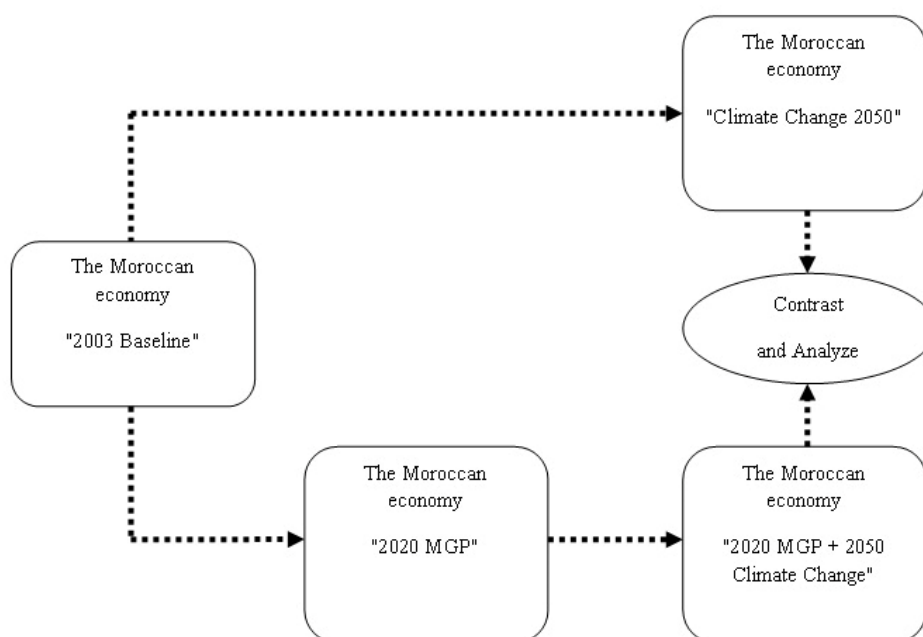 The Moroccan
economy
"Climate Change 2050"
The Moroccan
economy
"2003 Baseline"
Contrast
and Analyze
The Moroccan
economy
"2020 MGP"
The Moroccan
economy
"2020 MGP + 2050
Climate Change"